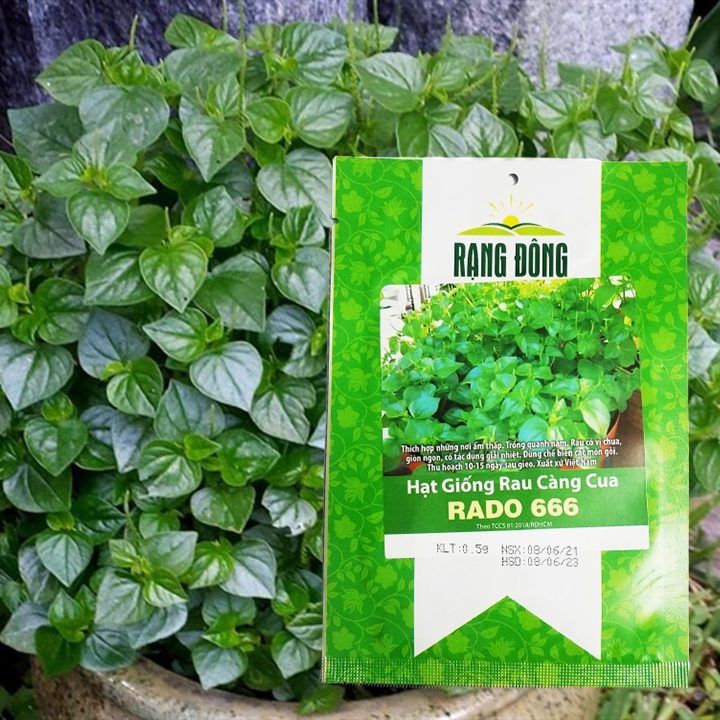 RẠNG ĐÔNG
Thích hợp những nơi ẩm thấp. Trồng quanh năm. Rau có vị chua,
giòn ngon, có tác dụng giải nhiệt. Dùng chế biến các món gỏi.
Thu hoạch 10-15 ngày sau gieo. Xuất xứ Việt Nam
Hạt Giống Rau Càng Cua
RADO 666
Theo TCCS 81:2014/RĐHCM
KLT:0.5g NSX:08/06/21
HSD:08/06/23